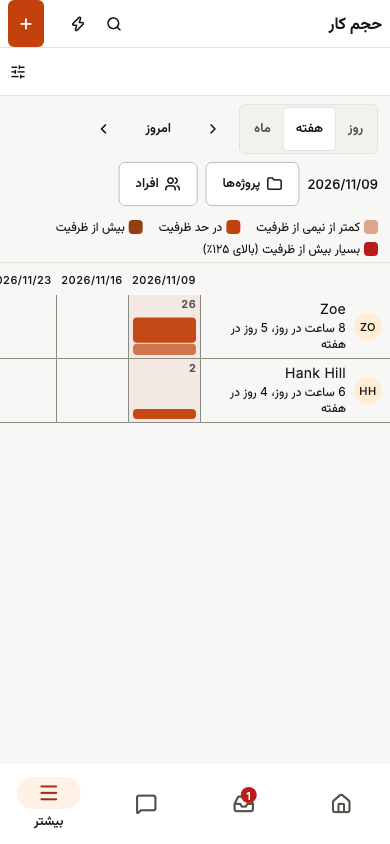 حجم کار
روز
هفته
ماه
امروز
2026/11/09
پروژه‌ها
افراد
کمتر از نیمی از ظرفیت
در حد ظرفیت
بیش از ظرفیت
بسیار بیش از ظرفیت (بالای ۱۲۵٪)
2026/11/09
2026/11/16
026/11/23
ZO
Zoe
8 ساعت در روز، 5 روز در
هفته
26
HH
Hank Hill
6 ساعت در روز، 4 روز در
هفته
2
1
بیشتر